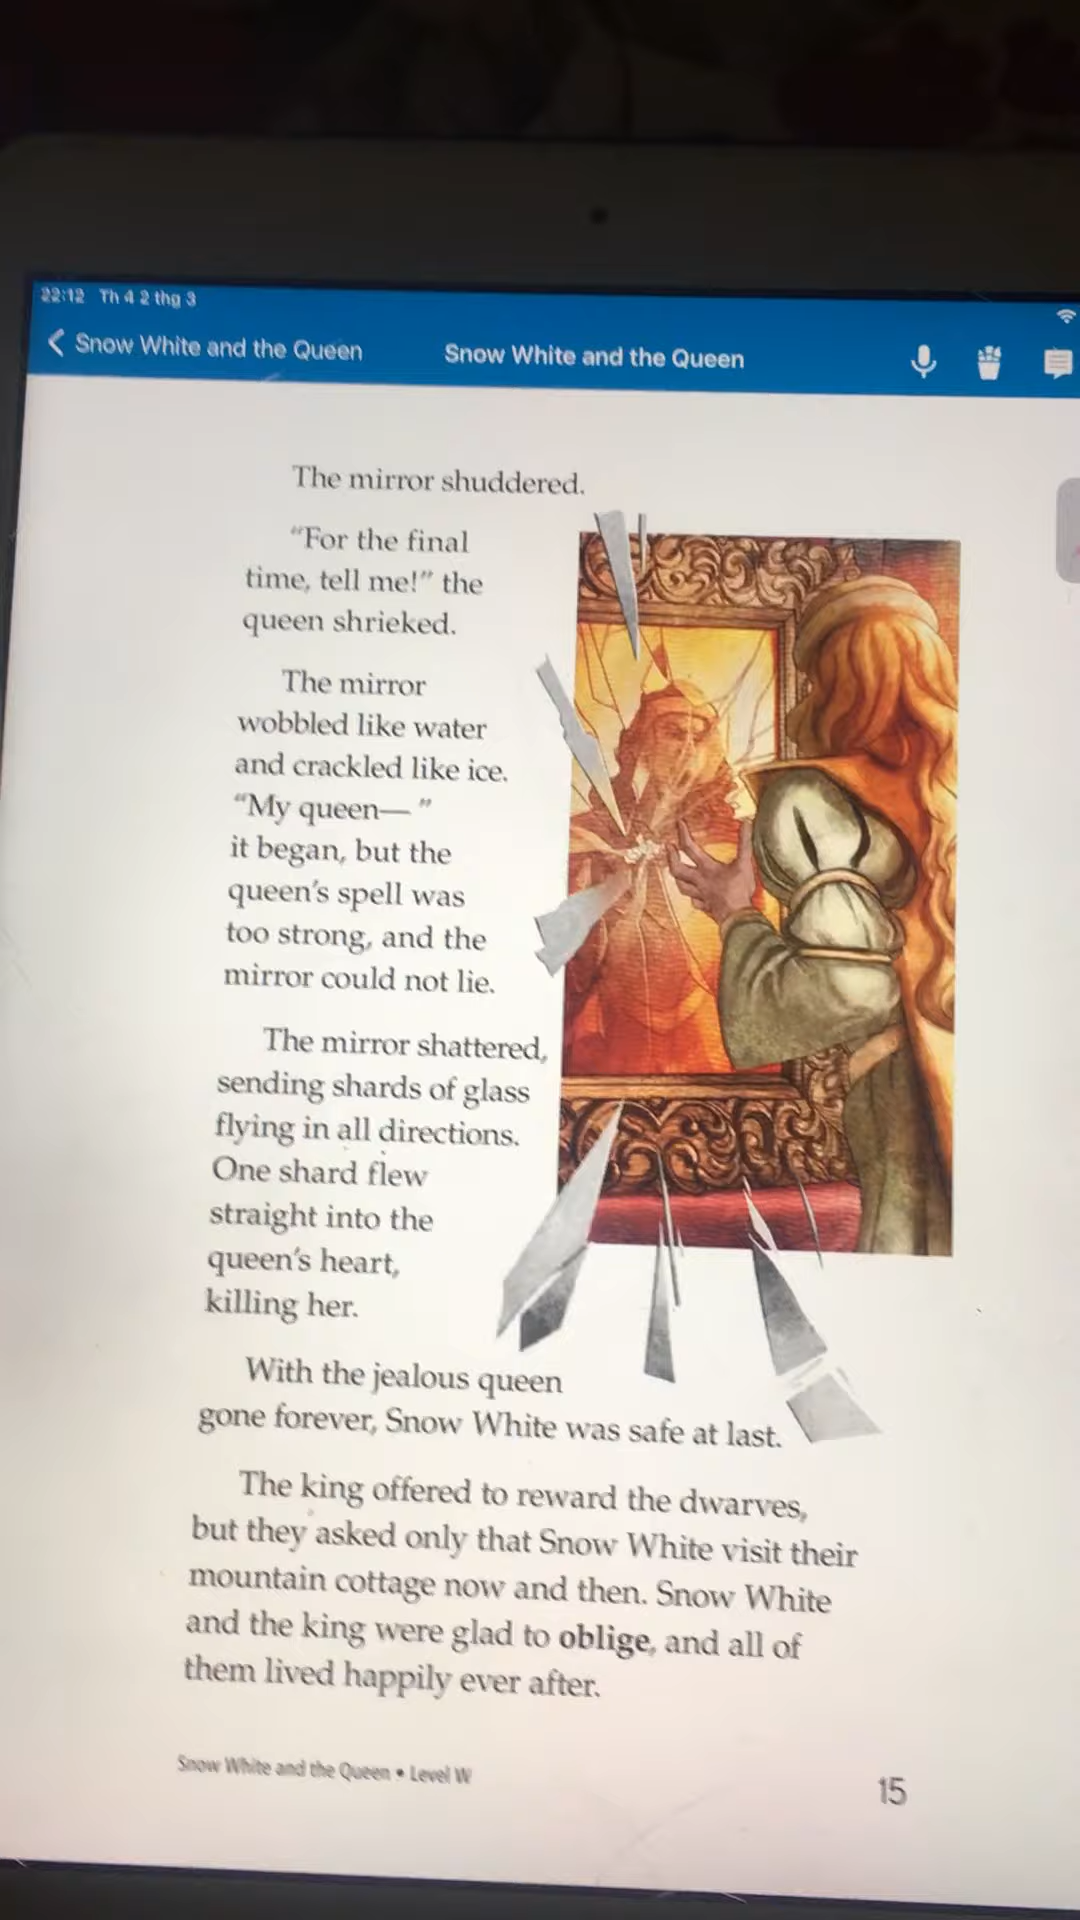 22:12 Th 4 2 thg 3
Snow White and the Queen
Snow White and the Queen
The mirror shuddered.
“For the final
time, tell me!” the
queen shrieked.
The mirror
wobbled like water
and crackled like ice.
“My queen—”
it began, but the
queen’s spell was
too strong, and the
mirror could not lie.
The mirror shattered,
sending shards of glass
flying in all directions.
One shard flew
straight into the
queen’s heart,
killing her.
With the jealous queen
gone forever, Snow White was safe at last.
The king offered to reward the dwarves,
but they asked only that Snow White visit their
mountain cottage now and then. Snow White
and the king were glad to oblige, and all of
them lived happily ever after.
Snow White and the Queen • Level W
15